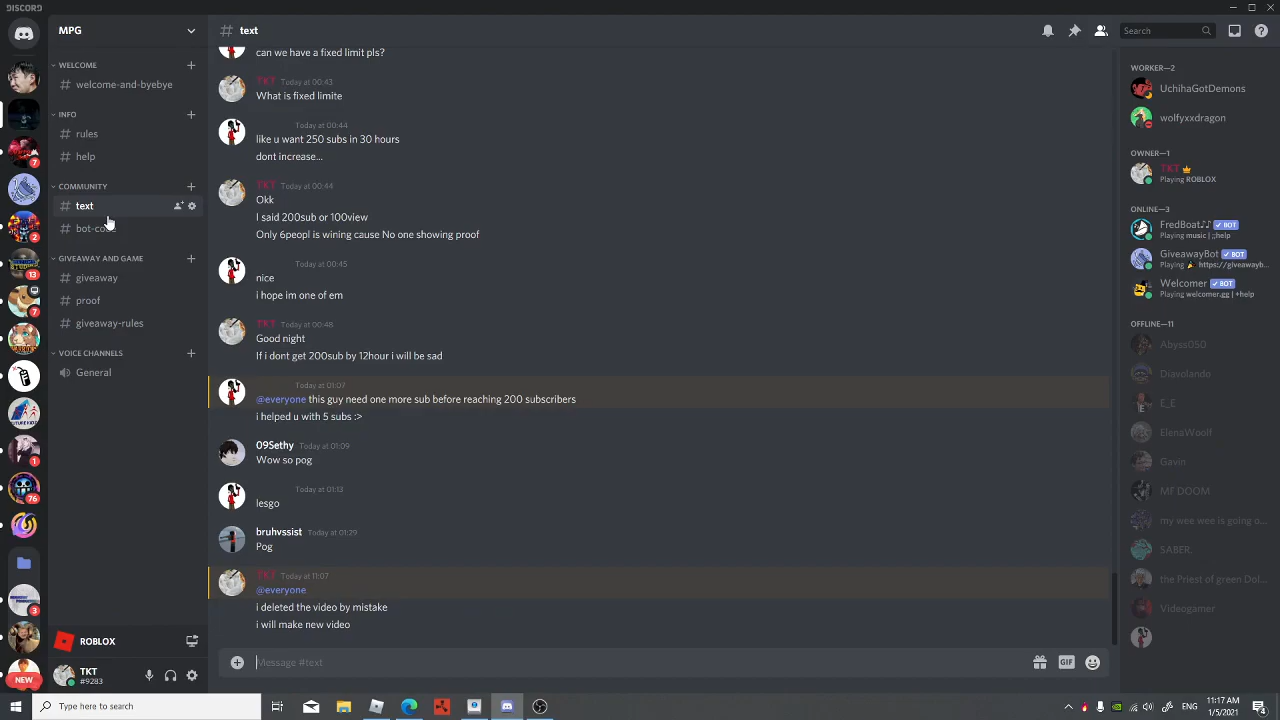 DISCORD
MPG
WELCOME
# welcome-and-byebye
INFO
# rules
# help
COMMUNITY
# text
# bot-co
GIVEAWAY AND GAME
# giveaway
# proof
# giveaway-rules
VOICE CHANNELS
General
ROBLOX
TKT
#9283
7
2
13
7
1
76
3
NEW
# text
Search
can we have a fixed limit pls?
TKT Today at 00:43
What is fixed limite
Today at 00:44
like u want 250 subs in 30 hours
dont increase...
TKT Today at 00:44
Okk
I said 200sub or 100view
Only 6peopl is wining cause No one showing proof
Today at 00:45
nice
i hope im one of em
TKT Today at 00:48
Good night
If i dont get 200sub by 12hour i will be sad
Today at 01:07
@everyone this guy need one more sub before reaching 200 subscribers
i helped u with 5 subs :>
09Sethy Today at 01:09
Wow so pog
Today at 01:13
lesgo
bruhvssist Today at 01:29
Pog
TKT Today at 11:07
@everyone
i deleted the video by mistake
i will make new video
Message #text
GIF
WORKER—2
UchihaGotDemons
wolfyxxdragon
OWNER—1
TKT
Playing ROBLOX
ONLINE—3
FredBoat♪♪ ✓ BOT
Playing music | ;;help
GiveawayBot ✓ BOT
Playing 🎉 https://giveawayb...
Welcomer ✓ BOT
Playing welcomer.gg | +help
OFFLINE—11
Abyss050
Diavolando
E_E
ElenaWoolf
Gavin
Mf DOOM
my wee wee is going o...
SABER.
the Priest of green Dol...
Videogamer
Type here to search
ENG
11:17 AM
1/5/2021